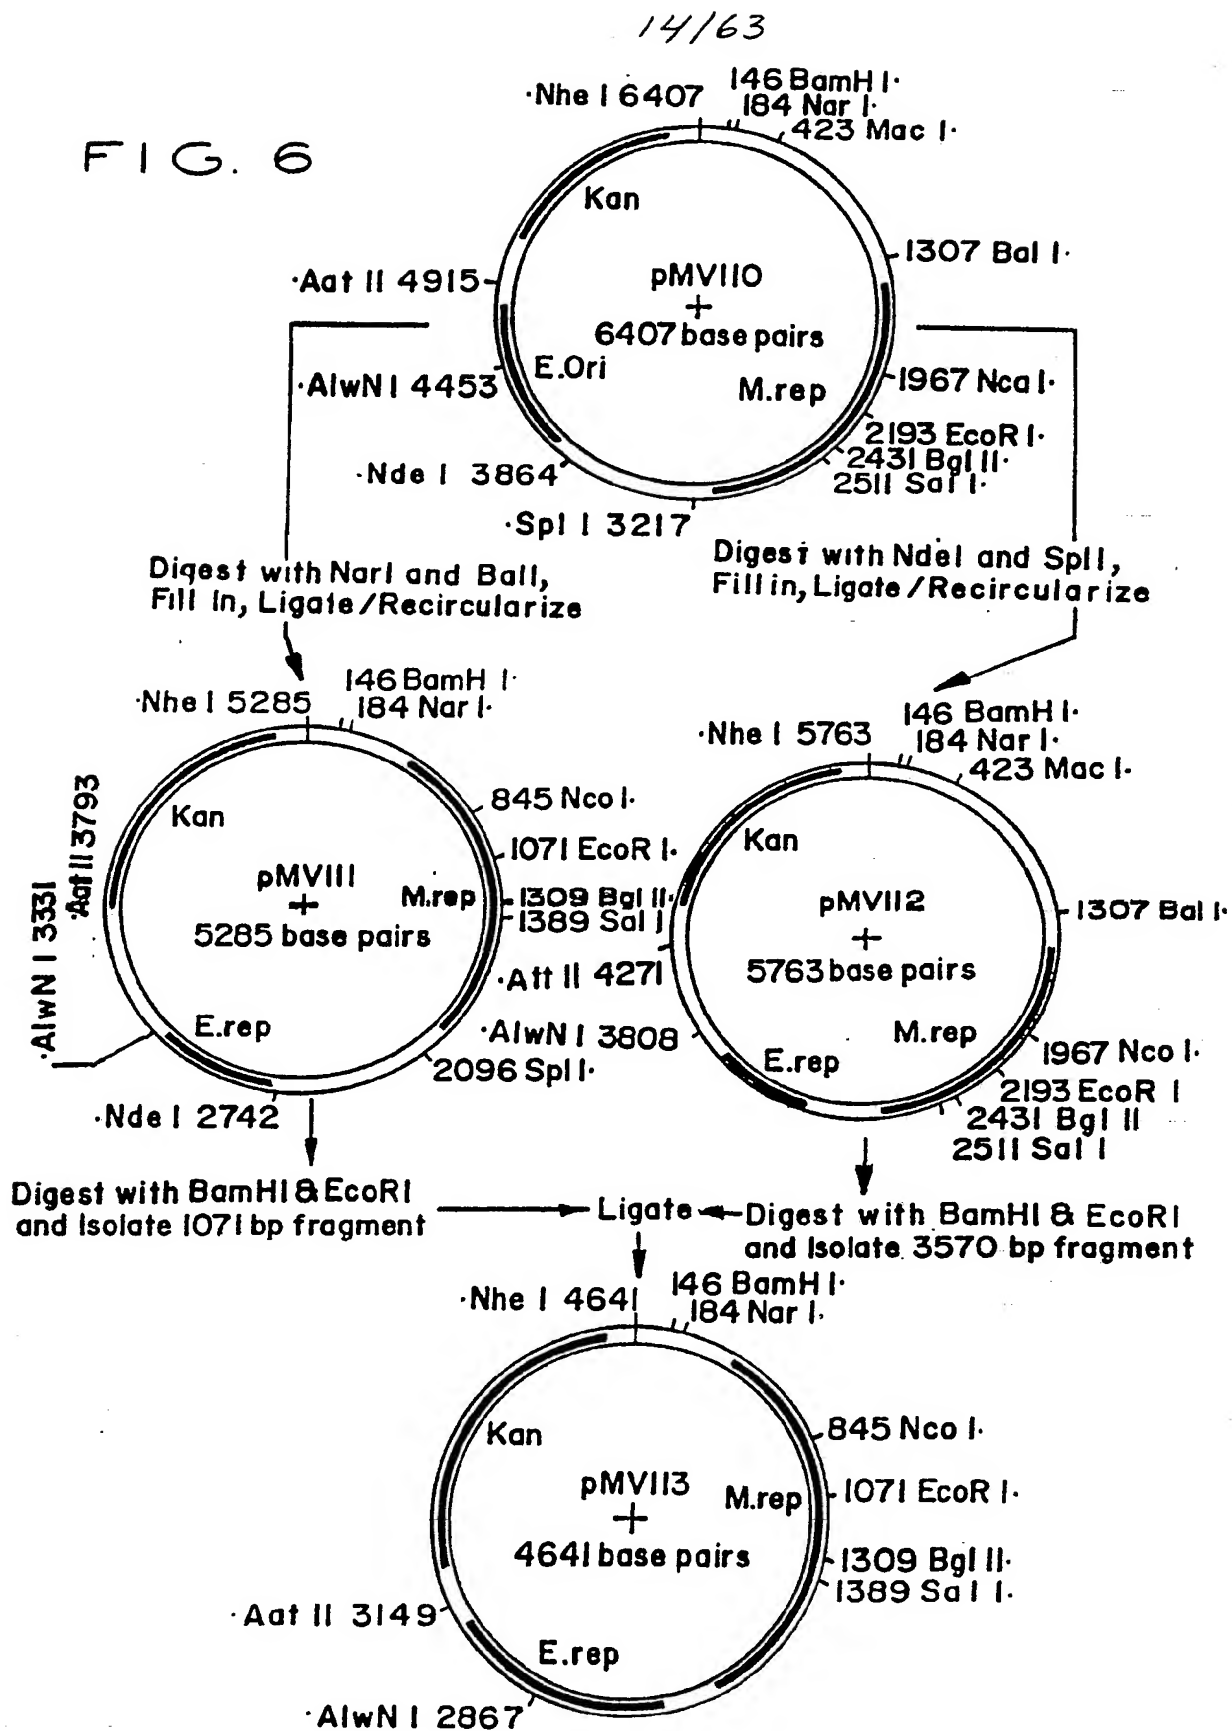 14/63
FIG. 6
·Nhe I 6407
146 BamH I·
184 Nar I·
423 Mac I·
Kan
1307 Bal I·
·Aat II 4915
pMV110
+
6407 base pairs
E.Ori
M.rep
·AlwN I 4453
1967 Nca I·
2193 EcoR I·
2431 Bgl II·
2511 Sal I·
·Nde I 3864
·Spl I 3217
Digest with NarI and BalI,
Fill In, Ligate/Recircularize
Digest with NdeI and SplI,
Fill in, Ligate/Recircularize
·Nhe I 5285
146 BamH I·
184 Nar I·
Kan
845 Nco I·
1071 EcoR I·
·Aat II 3793
pMV111
+
5285 base pairs
M.rep
1309 Bgl II·
1389 Sal I
·AlwN I 3331
E.rep
2096 Spl I·
·Nde I 2742
·Nhe I 5763
146 BamH I·
184 Nar I·
423 Mac I·
Kan
pMV112
+
5763 base pairs
1307 Bal I·
·Att II 4271
·AlwN I 3808
M.rep
E.rep
1967 Nco I·
2193 EcoR I
2431 Bgl II
2511 Sal I
Digest with BamHI & EcoRI
and Isolate 1071 bp fragment
Ligate
Digest with BamHI & EcoRI
and Isolate 3570 bp fragment
·Nhe I 4641
146 BamH I·
184 Nar I·
Kan
845 Nco I·
pMV113
+
4641 base pairs
M.rep
1071 EcoR I·
1309 Bgl II·
1389 Sal I·
·Aat II 3149
E.rep
·AlwN I 2867